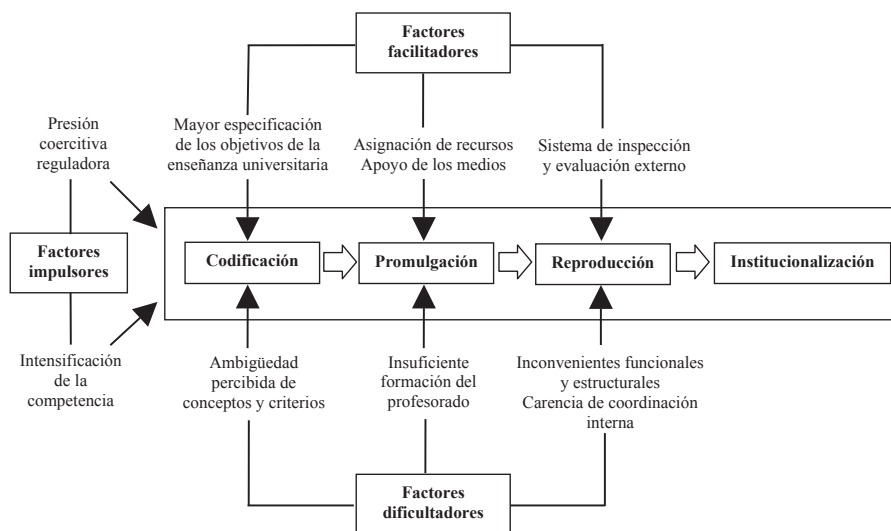 Factores
facilitadores
Presión
coercitiva
reguladora
Mayor especificación
de los objetivos de la
enseñanza universitaria
Asignación de recursos
Apoyo de los medios
Sistema de inspección
y evaluación externo
Factores
impulsores
Codificación
Promulgación
Reproducción
Institucionalización
Intensificación
de la
competencia
Ambigüedad
percibida de
conceptos y criterios
Insuficiente
formación del
profesorado
Inconvenientes funcionales
y estructurales
Carencia de coordinación
interna
Factores
dificultadores